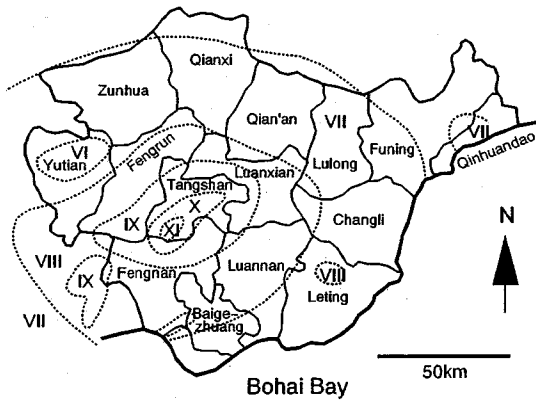 Qianxi
Zunhua
Qian'an
VII
VII
Fengrun
VI
Yutian
Funing
Lulong
Qinhuandao
Luanxian
Tangshan
X
IX
XI
Changli
N
VIII
IX
Fengnan
Luannan
VIII
Leting
VII
Baige-
zhuang
50km
Bohai Bay